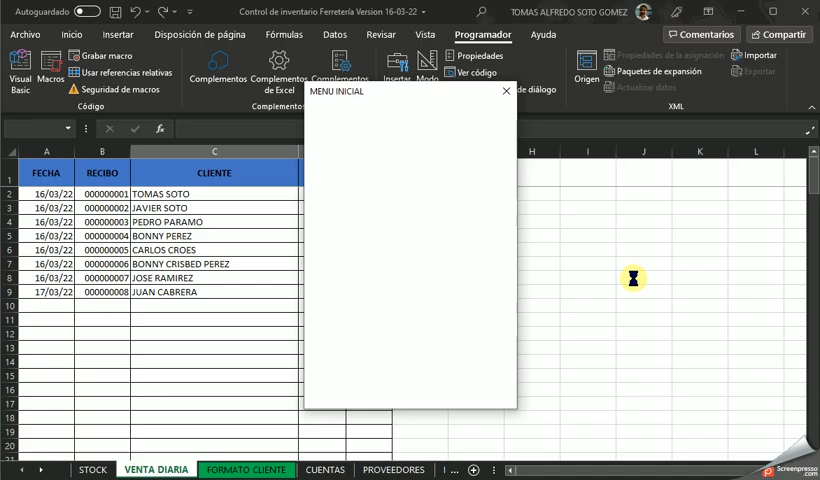 Autoguardado
Control de inventario Ferretería Version 16-03-22
TOMAS ALFREDO SOTO GOMEZ
Archivo Inicio Inserción Disposición de página Fórmulas Datos Revisar Vista Programador Ayuda Comentarios Compartir
Visual Basic
Macros
Grabar macro
Usar referencias relativas
Seguridad de macros
Código
Complementos
Complementos de Excel
Complementos
Complementos
Insertar
Modo
Propiedades
Ver código
de diálogo
Origen
Propiedades de la asignación
Paquetes de expansión
Actualizar datos
Importar
Exportar
XML
fx
MENU INICIAL
A B C H I J K L
1 FECHA RECIBO CLIENTE
2 16/03/22 000000001 TOMAS SOTO
3 16/03/22 000000002 JAVIER SOTO
4 16/03/22 000000003 PEDRO PARAMO
5 16/03/22 000000004 BONNY PEREZ
6 16/03/22 000000005 CARLOS CROES
7 16/03/22 000000006 BONNY CRISBED PEREZ
8 16/03/22 000000007 JOSE RAMIREZ
9 17/03/22 000000008 JUAN CABRERA
10
11
12
13
14
15
16
17
18
19
20
STOCK VENTA DIARIA FORMATO CLIENTE CUENTAS PROVEEDORES ...
Screenpresso
.com